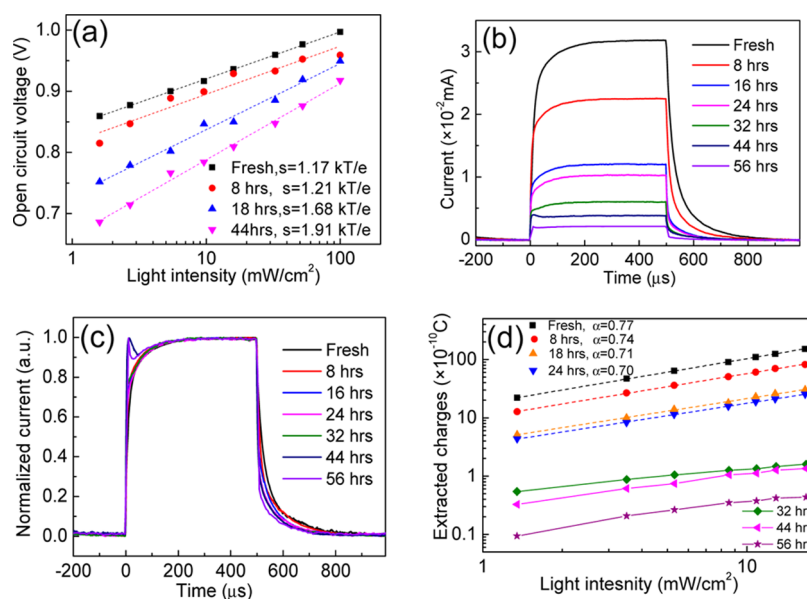 (a)
Open circuit voltage (V)
1.0
0.9
0.8
0.7
Fresh,s=1.17 kT/e
8 hrs, s=1.21 kT/e
18 hrs,s=1.68 kT/e
44hrs, s=1.91 kT/e
1
10
100
Light intensity (mW/cm²)
(b)
Current (×10⁻²mA)
3
2
1
0
Fresh
8 hrs
16 hrs
24 hrs
32 hrs
44 hrs
56 hrs
-200
0
200
400
600
800
Time (μs)
(c)
Normalized current (a.u.)
1.0
0.8
0.6
0.4
0.2
0.0
Fresh
8 hrs
16 hrs
24 hrs
32 hrs
44 hrs
56 hrs
-200
0
200
400
600
800
Time (μs)
(d)
Extracted charges (×10⁻¹⁰C)
100
10
1
0.1
Fresh, α=0.77
8 hrs, α=0.74
18 hrs, α=0.71
24 hrs, α=0.70
32 hr
44 hr
56 hr
1
10
Light intesnity (mW/cm²)